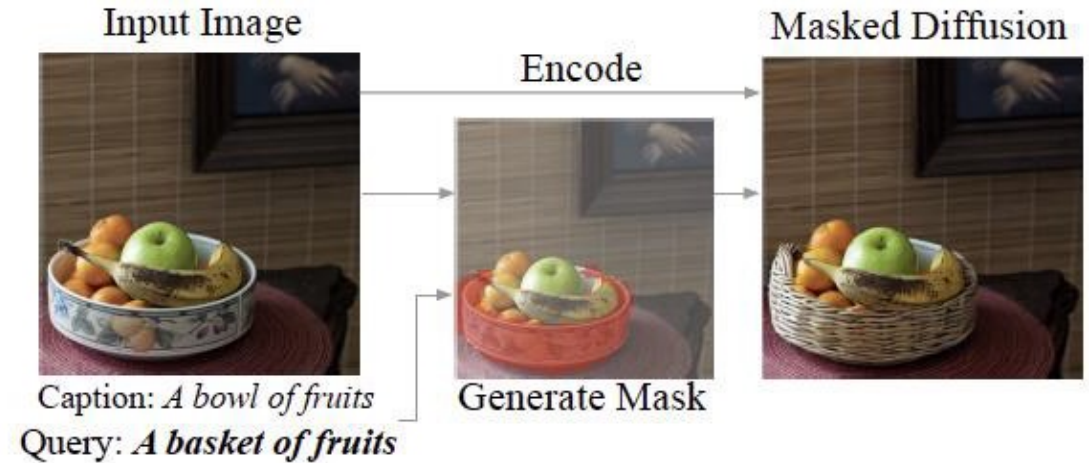 Input Image
Masked Diffusion
Encode
Caption: A bowl of fruits
Generate Mask
Query: A basket of fruits